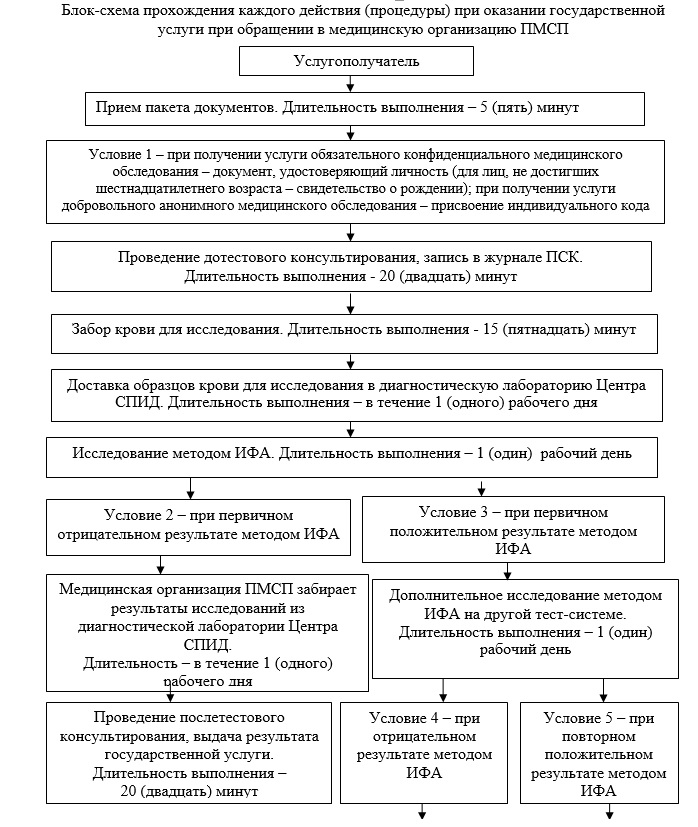 Блок-схема прохождения каждого действия (процедуры) при оказании государственной
услуги при обращении в медицинскую организацию ПМСП
Услугополучатель
Прием пакета документов. Длительность выполнения – 5 (пять) минут
Условие 1 – при получении услуги обязательного конфиденциального медицинского
обследования – документ, удостоверяющий личность (для лиц, не достигших
шестнадцатилетнего возраста – свидетельство о рождении); при получении услуги
добровольного анонимного медицинского обследования – присвоение индивидуального кода
Проведение дотестового консультирования, запись в журнале ПСК.
Длительность выполнения - 20 (двадцать) минут
Забор крови для исследования. Длительность выполнения - 15 (пятнадцать) минут
Доставка образцов крови для исследования в диагностическую лабораторию Центра
СПИД. Длительность выполнения – в течение 1 (одного) рабочего дня
Исследование методом ИФА. Длительность выполнения – 1 (один) рабочий день
Условие 2 – при первичном
отрицательном результате методом ИФА
Условие 3 – при первичном
положительном результате методом
ИФА
Медицинская организация ПМСП забирает
результаты исследований из
диагностической лаборатории Центра
СПИД.
Длительность – в течение 1 (одного)
рабочего дня
Дополнительное исследование методом
ИФА на другой тест-системе.
Длительность выполнения – 1 (один)
рабочий день
Проведение послетестового
консультирования, выдача результата
государственной услуги.
Длительность выполнения –
20 (двадцать) минут
Условие 4 – при
отрицательном
результате методом
ИФА
Условие 5 – при
повторном
положительном
результате методом
ИФА